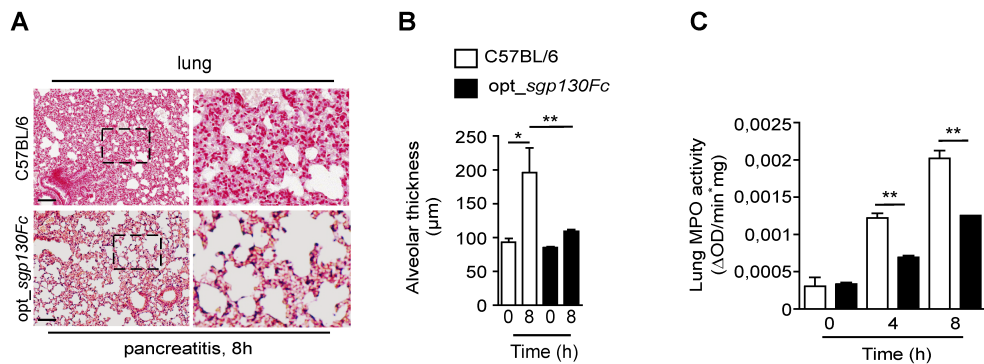 A
lung
C57BL/6
opt_sgp130Fc
pancreatitis, 8h
B
C57BL/6
opt_sgp130Fc
Alveolar thickness
(µm)
250
200
150
100
50
0
*
**
0 8 0 8
Time (h)
C
Lung MPO activity
(ΔOD/min*mg)
0,0025
0,002
0,0015
0,001
0,0005
0
**
**
0 4 8
Time (h)